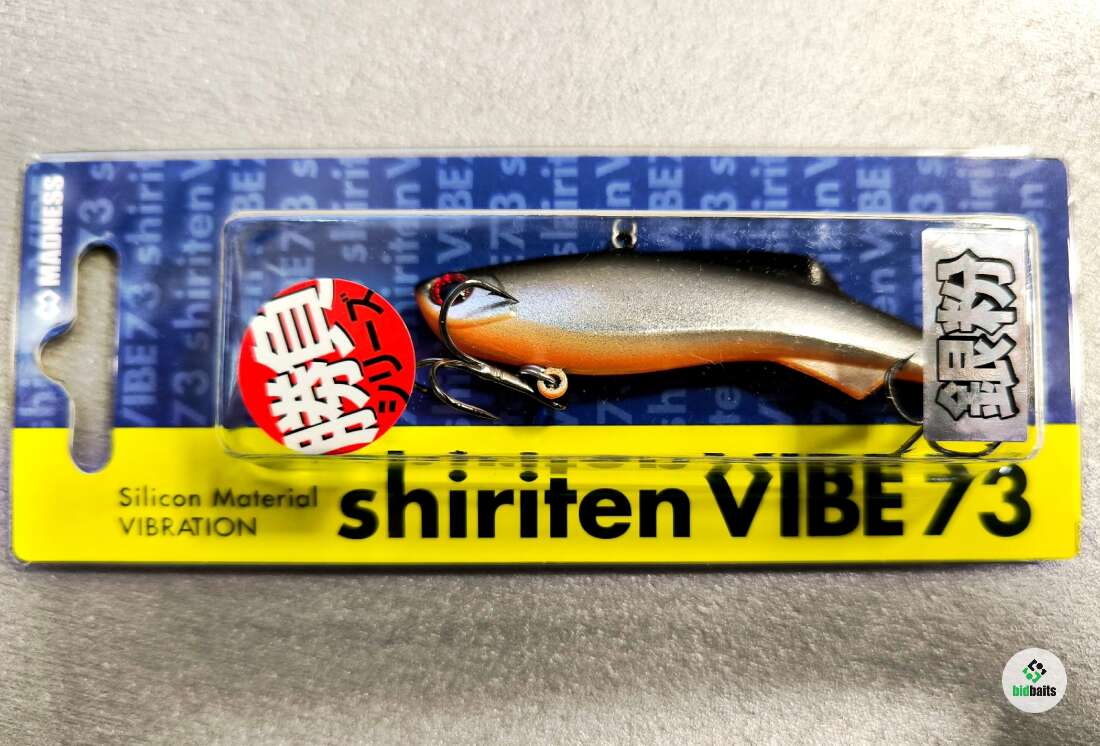 MADNESS
勝負
シリーズ
銀粉
Silicon Material
VIBRATION
shiriten VIBE 73
bidbaits